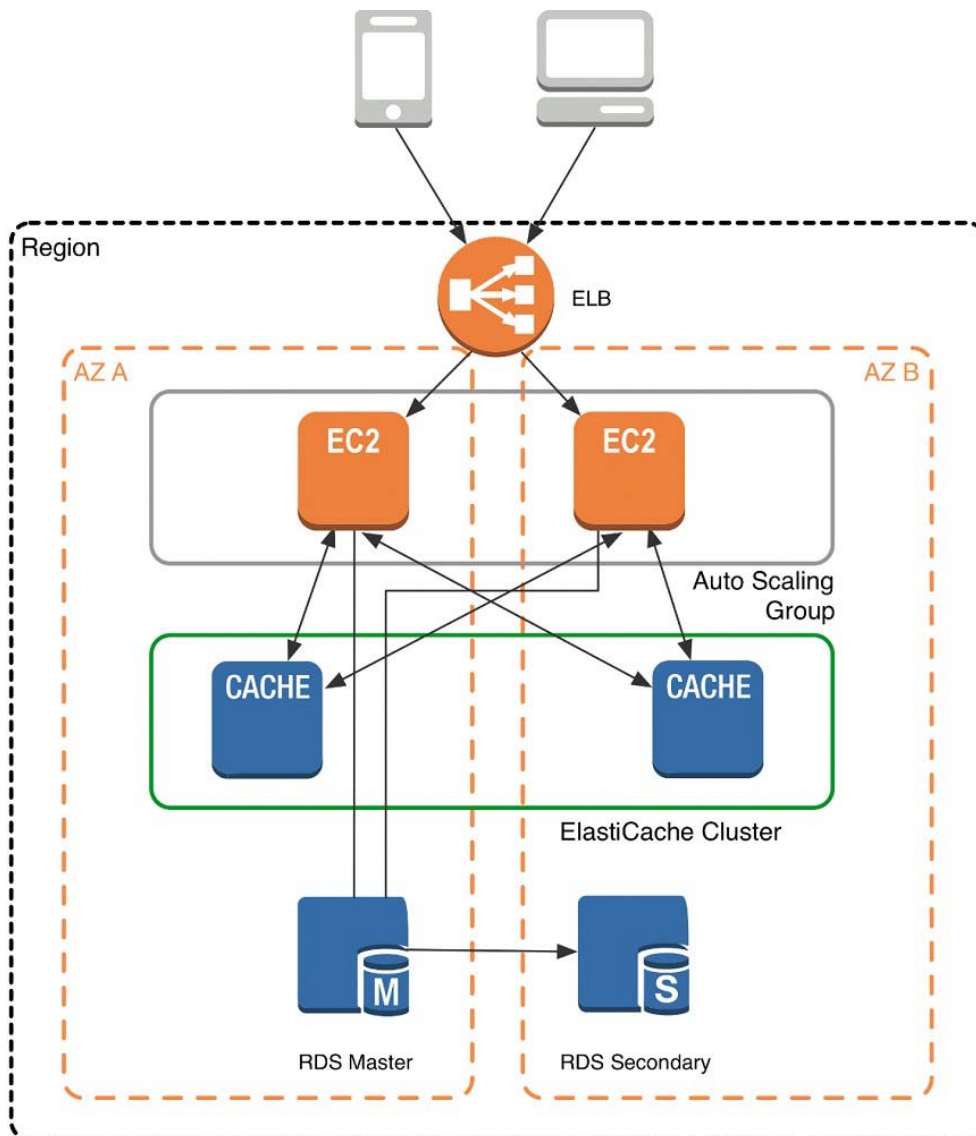 Region
ELB
AZ A
AZ B
EC2
EC2
Auto Scaling
Group
CACHE
CACHE
ElastiCache Cluster
M
S
RDS Master
RDS Secondary